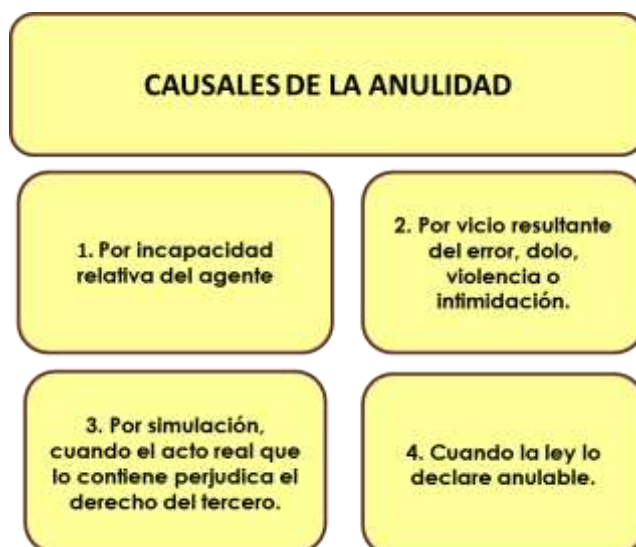 CAUSALES DE LA ANULIDAD
1. Por incapacidad
relativa del agente
2. Por vicio resultante
del error, dolo,
violencia o
intimidación.
3. Por simulación,
cuando el acto real que
lo contiene perjudica el
derecho del tercero.
4. Cuando la ley lo
declare anulable.